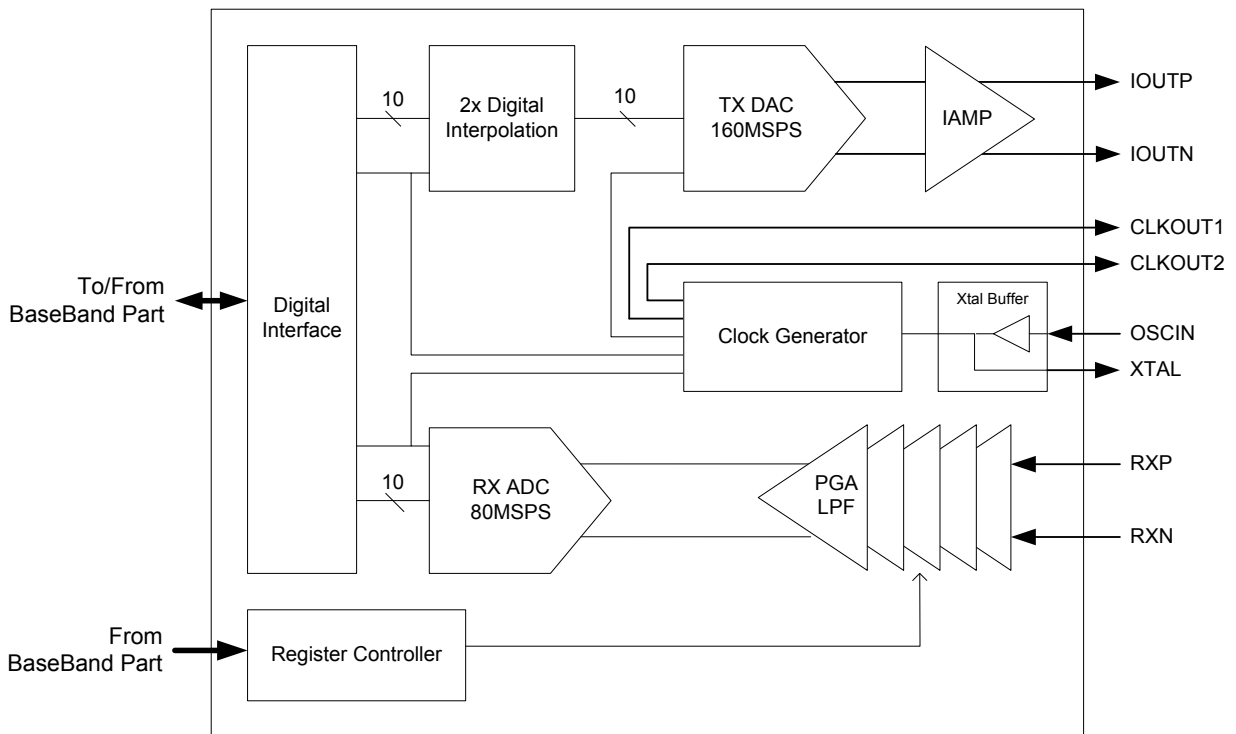 10
2x Digital
Interpolation
10
TX DAC
160MSPS
IAMP
IOUTP
IOUTN
CLKOUT1
CLKOUT2
To/From
BaseBand Part
Digital
Interface
Clock Generator
Xtal Buffer
OSCIN
XTAL
10
RX ADC
80MSPS
PGA
LPF
RXP
RXN
From
BaseBand Part
Register Controller